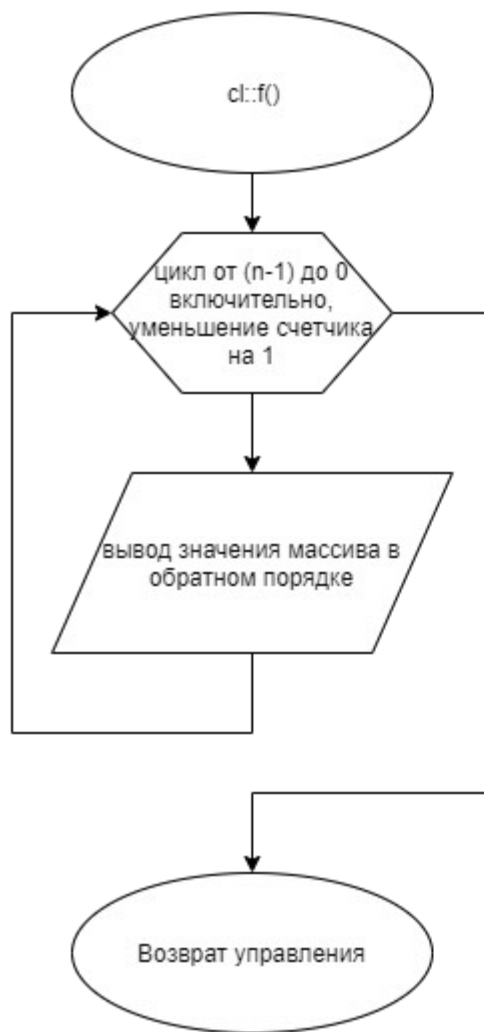 cl::f()
цикл от (n-1) до 0
включительно,
уменьшение счетчика
на 1
вывод значения массива в
обратном порядке
Возврат управления